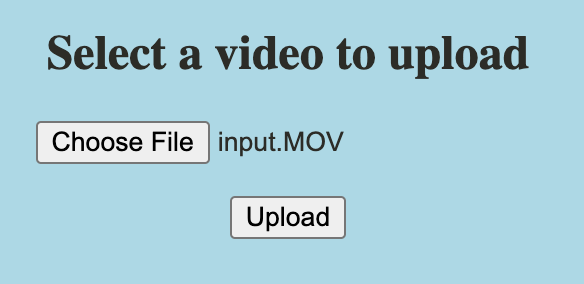 Select a video to upload
Choose File input.MOV
Upload